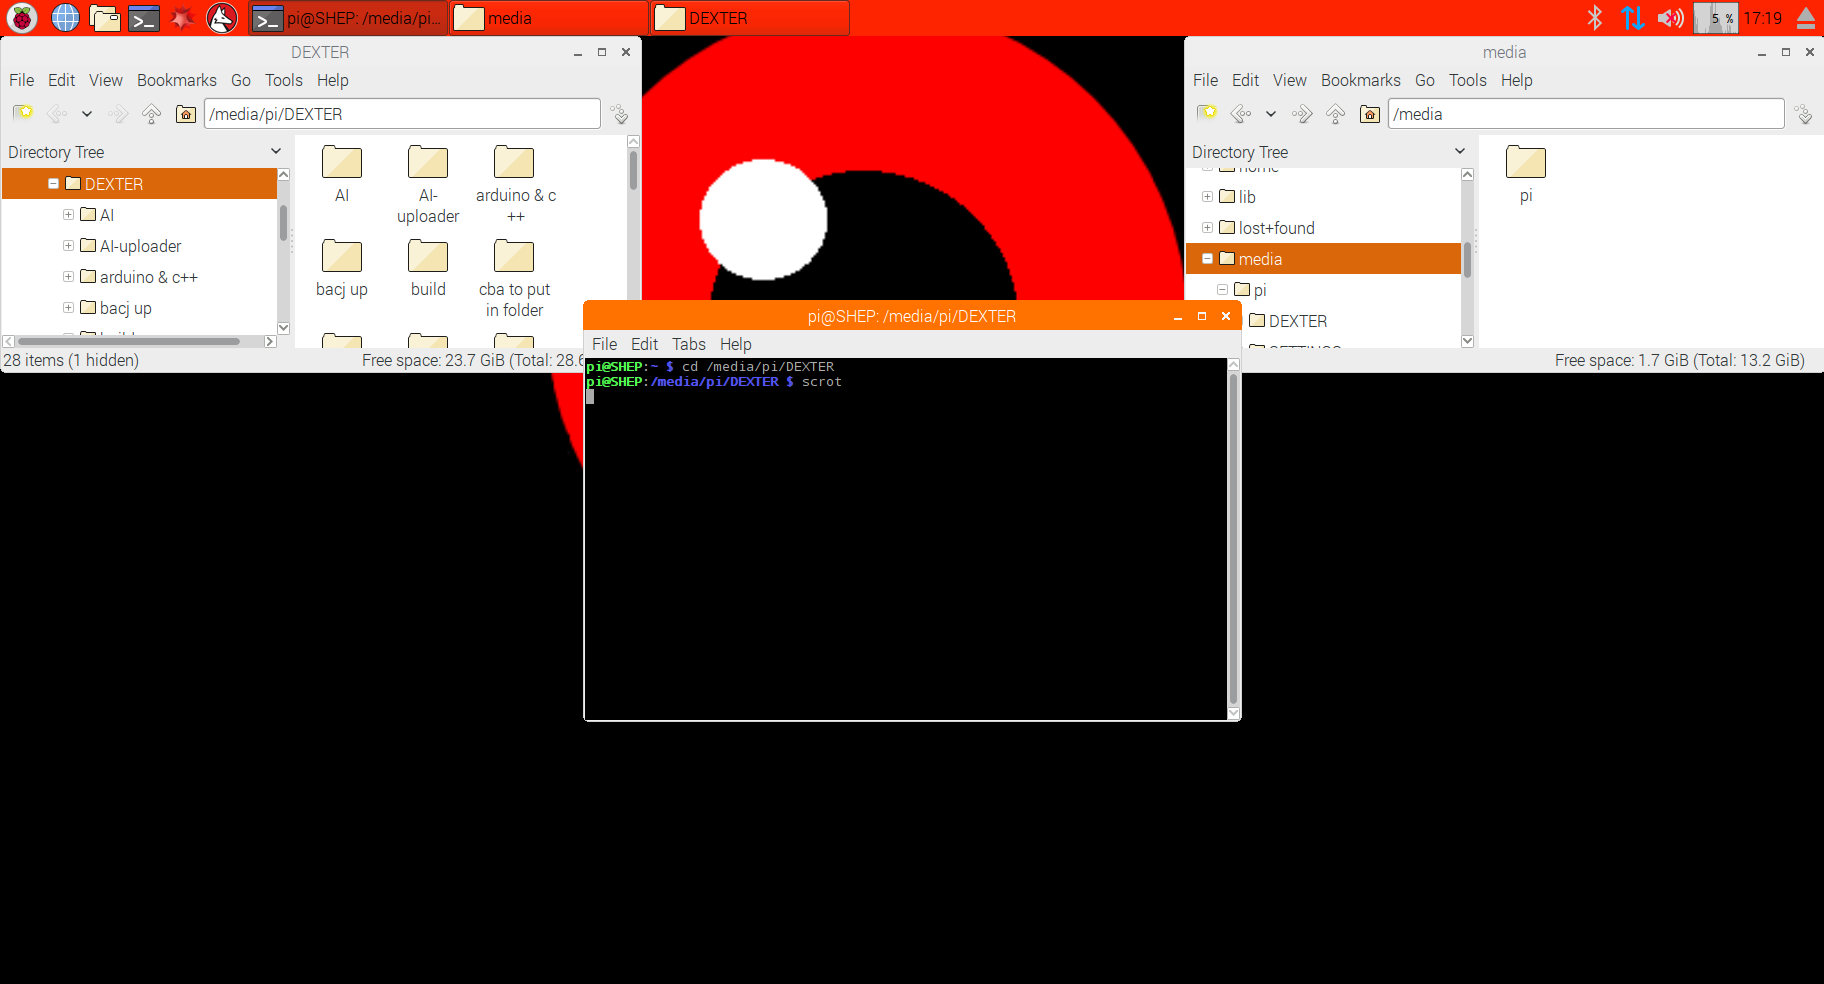 pi@SHEP: /media/pi...
media
DEXTER
5 %
17:19
DEXTER
File Edit View Bookmarks Go Tools Help
/media/pi/DEXTER
Directory Tree
DEXTER
AI
AI-uploader
arduino & c++
bacj up
AI
AI-
uploader
arduino & c
++
bacj up
build
cba to put
in folder
28 items (1 hidden)
Free space: 23.7 GiB (Total: 28.6
media
File Edit View Bookmarks Go Tools Help
/media
Directory Tree
home
lib
lost+found
media
pi
DEXTER
pi
Free space: 1.7 GiB (Total: 13.2 GiB)
pi@SHEP: /media/pi/DEXTER
File Edit Tabs Help
pi@SHEP:~ $ cd /media/pi/DEXTER
pi@SHEP:/media/pi/DEXTER $ scrot